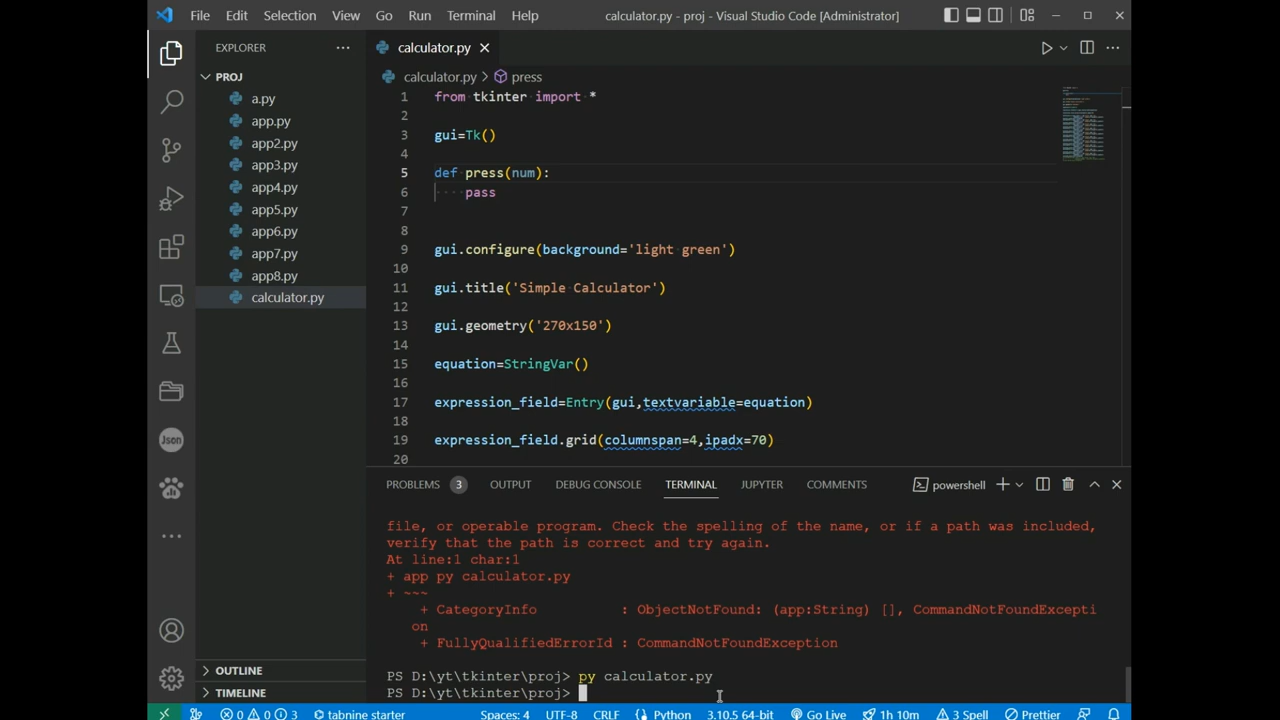 File Edit Selection View Go Run Terminal Help calculator.py - proj - Visual Studio Code [Administrator]
EXPLORER
PROJ
a.py
app.py
app2.py
app3.py
app4.py
app5.py
app6.py
app7.py
app8.py
calculator.py
OUTLINE
TIMELINE
Json
calculator.py
calculator.py > press
1 from tkinter import *
2
3 gui=Tk()
4
5 def press(num):
6 pass
7
8
9 gui.configure(background='light green')
10
11 gui.title('Simple Calculator')
12
13 gui.geometry('270x150')
14
15 equation=StringVar()
16
17 expression_field=Entry(gui,textvariable=equation)
18
19 expression_field.grid(columnspan=4,ipadx=70)
20
PROBLEMS 3 OUTPUT DEBUG CONSOLE TERMINAL JUPYTER COMMENTS powershell
file, or operable program. Check the spelling of the name, or if a path was included,
verify that the path is correct and try again.
At line:1 char:1
+ app py calculator.py
+ ~~~
+ CategoryInfo : ObjectNotFound: (app:String) [], CommandNotFoundExcepti
on
+ FullyQualifiedErrorId : CommandNotFoundException
PS D:\yt\tkinter\proj> py calculator.py
PS D:\yt\tkinter\proj>
0 0 3 tabnine starter Spaces: 4 UTF-8 CRLF Python 3.10.5 64-bit Go Live 1h 10m 3 Spell Prettier